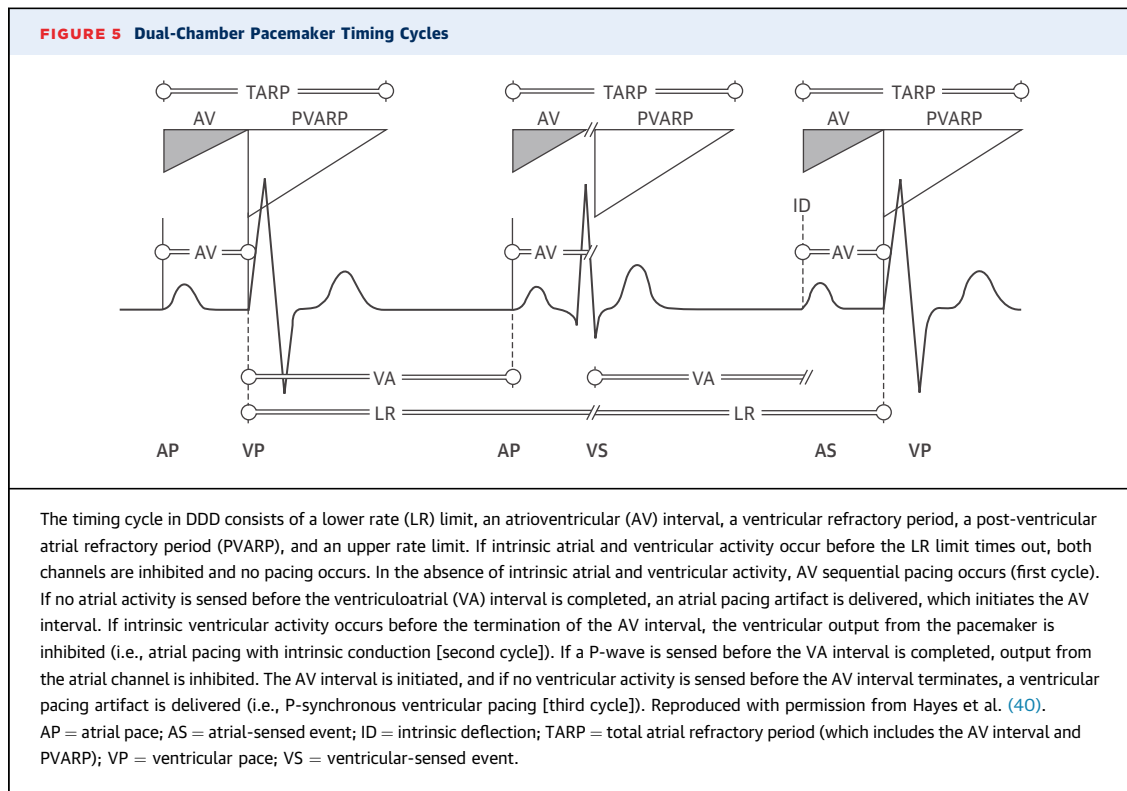 FIGURE 5 Dual-Chamber Pacemaker Timing Cycles
TARP TARP TARP
AV PVARP AV PVARP AV PVARP
ID
AV AV AV
VA VA
LR LR
AP VP AP VS AS VP
The timing cycle in DDD consists of a lower rate (LR) limit, an atrioventricular (AV) interval, a ventricular refractory period, a post-ventricular
atrial refractory period (PVARP), and an upper rate limit. If intrinsic atrial and ventricular activity occur before the LR limit times out, both
channels are inhibited and no pacing occurs. In the absence of intrinsic atrial and ventricular activity, AV sequential pacing occurs (first cycle).
If no atrial activity is sensed before the ventriculoatrial (VA) interval is completed, an atrial pacing artifact is delivered, which initiates the AV
interval. If intrinsic ventricular activity occurs before the termination of the AV interval, the ventricular output from the pacemaker is
inhibited (i.e., atrial pacing with intrinsic conduction [second cycle]). If a P-wave is sensed before the VA interval is completed, output from
the atrial channel is inhibited. The AV interval is initiated, and if no ventricular activity is sensed before the AV interval terminates, a ventricular
pacing artifact is delivered (i.e., P-synchronous ventricular pacing [third cycle]). Reproduced with permission from Hayes et al. (40).
AP = atrial pace; AS = atrial-sensed event; ID = intrinsic deflection; TARP = total atrial refractory period (which includes the AV interval and
PVARP); VP = ventricular pace; VS = ventricular-sensed event.